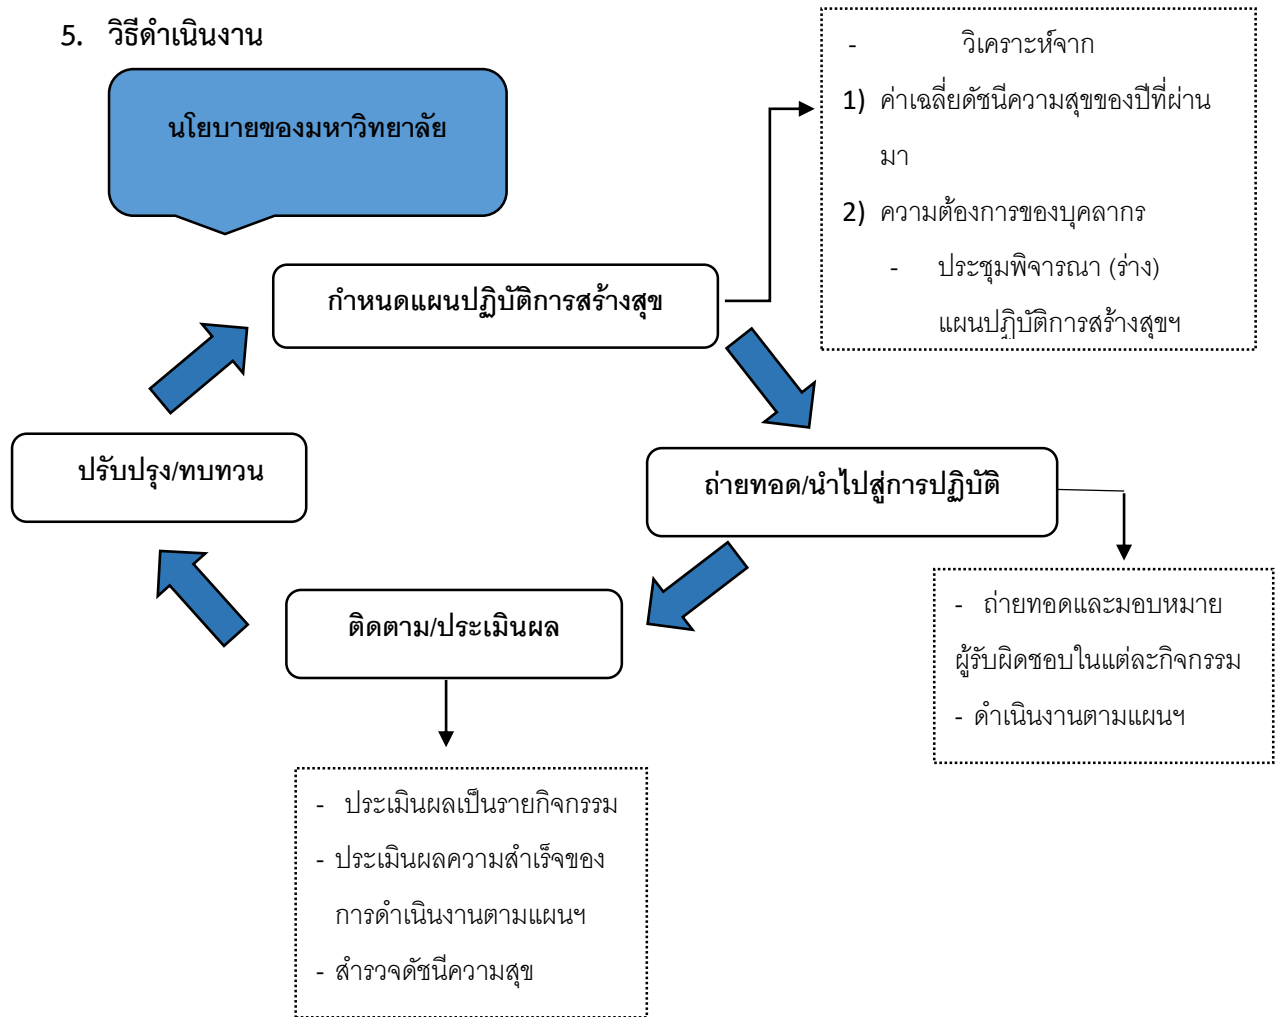 5. วิธีดำเนินงาน
นโยบายของมหาวิทยาลัย
- วิเคราะห์จาก
1) ค่าเฉลี่ยดัชนีความสุขของปีที่ผ่าน
มา
2) ความต้องการของบุคลากร
- ประชุมพิจารณา (ร่าง)
แผนปฏิบัติการสร้างสุขฯ
กำหนดแผนปฏิบัติการสร้างสุข
ปรับปรุง/ทบทวน
ถ่ายทอด/นำไปสู่การปฏิบัติ
ติดตาม/ประเมินผล
- ถ่ายทอดและมอบหมาย
ผู้รับผิดชอบในแต่ละกิจกรรม
- ดำเนินงานตามแผนฯ
- ประเมินผลเป็นรายกิจกรรม
- ประเมินผลความสำเร็จของ
การดำเนินงานตามแผนฯ
- สำรวจดัชนีความสุข